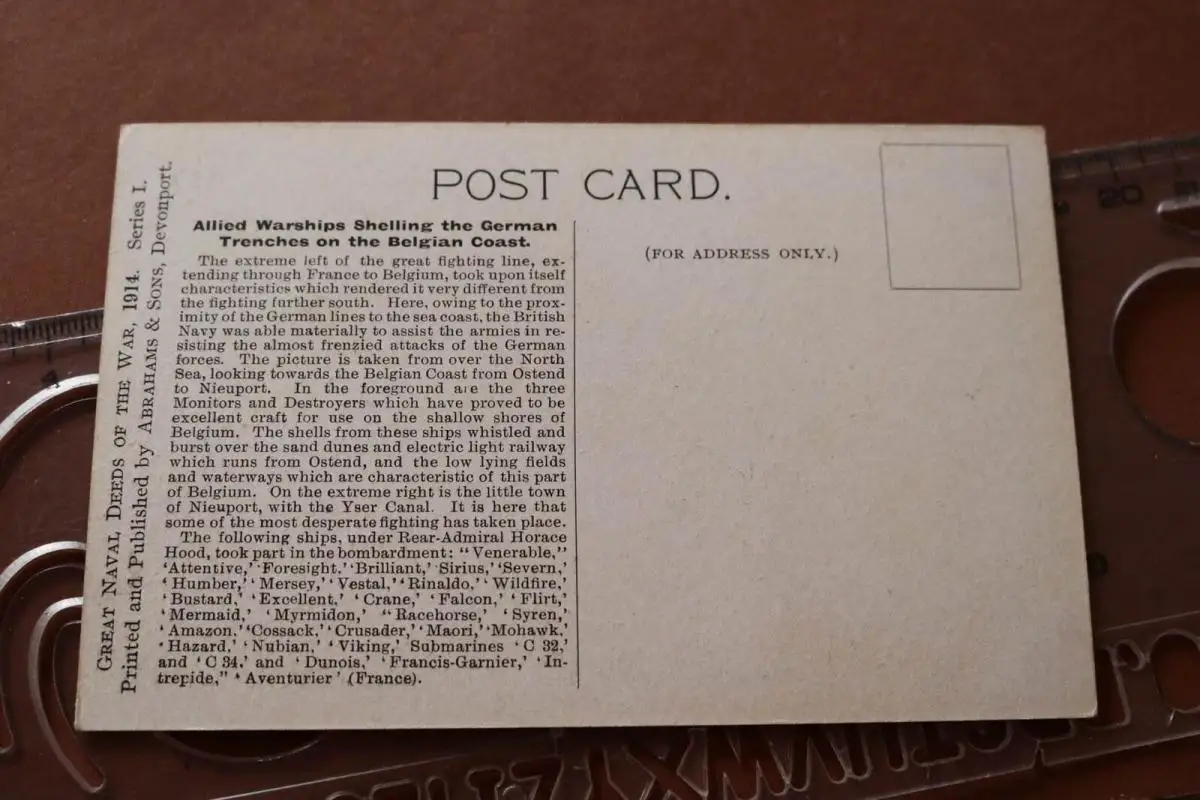 GREAT NAVAL DEEDS OF THE WAR, 1914. Series I.
Printed and Published by ABRAHAMS & SONS, Devonport.
POST CARD.
Allied Warships Shelling the German
Trenches on the Belgian Coast.
The extreme left of the great fighting line, ex-
tending through France to Belgium, took upon itself
characteristics which rendered it very different from
the fighting further south. Here, owing to the prox-
imity of the German lines to the sea coast, the British
Navy was able materially to assist the armies in re-
sisting the almost frenzied attacks of the German
forces. The picture is taken from over the North
Sea, looking towards the Belgian Coast from Ostend
to Nieuport. In the foreground are the three
Monitors and Destroyers which have proved to be
excellent craft for use on the shallow shores of
Belgium. The shells from these ships whistled and
burst over the sand dunes and electric light railway
which runs from Ostend, and the low lying fields
and waterways which are characteristic of this part
of Belgium. On the extreme right is the little town
of Nieuport, with the Yser Canal. It is here that
some of the most desperate fighting has taken place.
The following ships, under Rear-Admiral Horace
Hood, took part in the bombardment: "Venerable,"
'Attentive,' 'Foresight.' 'Brilliant,' 'Sirius,' 'Severn,'
'Humber,' 'Mersey,' 'Vestal,' 'Rinaldo,' 'Wildfire,'
'Bustard,' 'Excellent,' 'Crane,' 'Falcon,' 'Flirt,'
'Mermaid,' 'Myrmidon,' "Racehorse,' 'Syren,'
'Amazon,' 'Cossack,' 'Crusader,' 'Maori,' 'Mohawk,'
'Hazard,' 'Nubian,' 'Viking,' Submarines 'C 32,'
and 'C 34,' and 'Dunois,' 'Francis-Garnier,' 'In-
trepide," 'Aventurier' (France).
(FOR ADDRESS ONLY.)
20